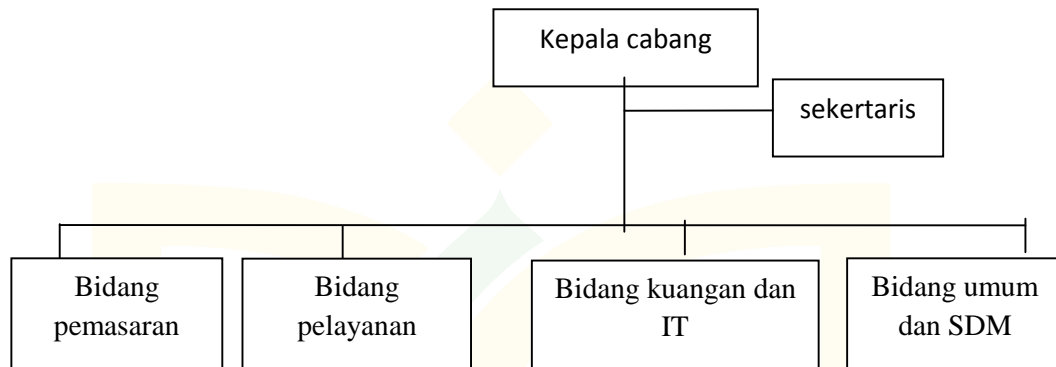 Kepala cabang
sekertaris
Bidang
pemasaran
Bidang
pelayanan
Bidang kuangan dan
IT
Bidang umum
dan SDM